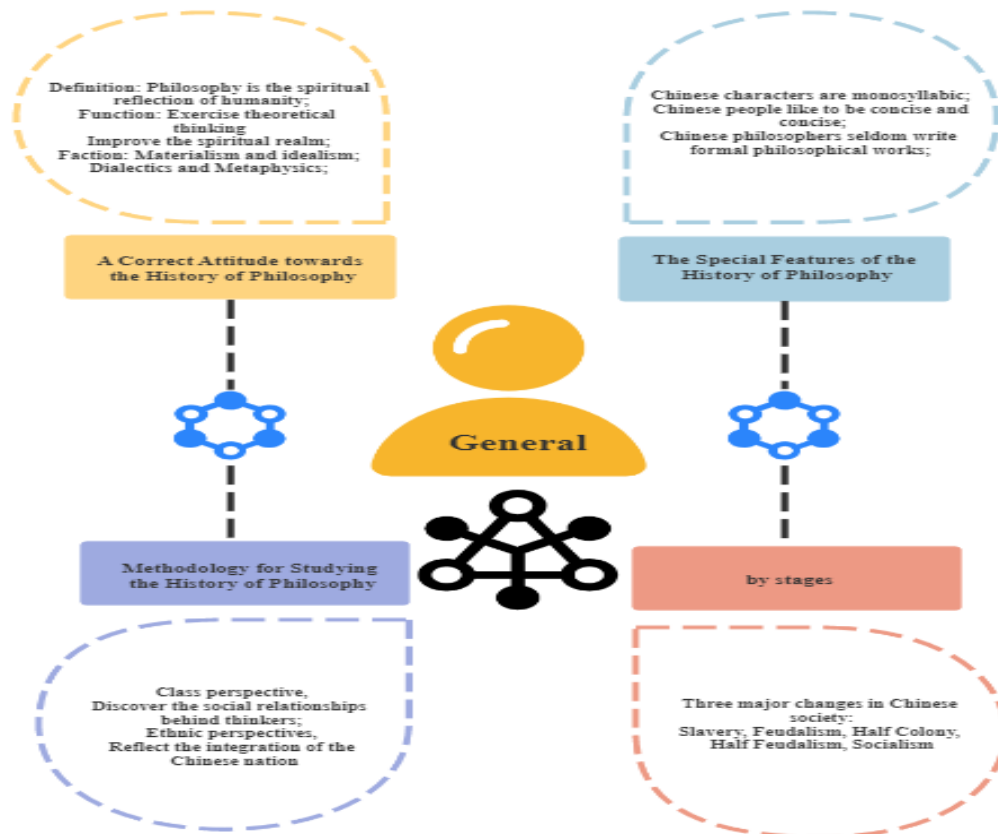 Definition: Philosophy is the spiritual
reflection of humanity;
Function: Exercise theoretical
thinking
Improve the spiritual realm;
Faction: Materialism and idealism;
Dialectics and Metaphysics;
Chinese characters are monosyllabic;
Chinese people like to be concise and
concise;
Chinese philosophers seldom write
formal philosophical works;
A Correct Attitude towards
the History of Philosophy
The Special Features of the
History of Philosophy
General
Methodology for Studying
the History of Philosophy
by stages
Class perspective,
Discover the social relationships
behind thinkers;
Ethnic perspectives,
Reflect the integration of the
Chinese nation
Three major changes in Chinese
society:
Slavery, Feudalism, Half Colony,
Half Feudalism, Socialism